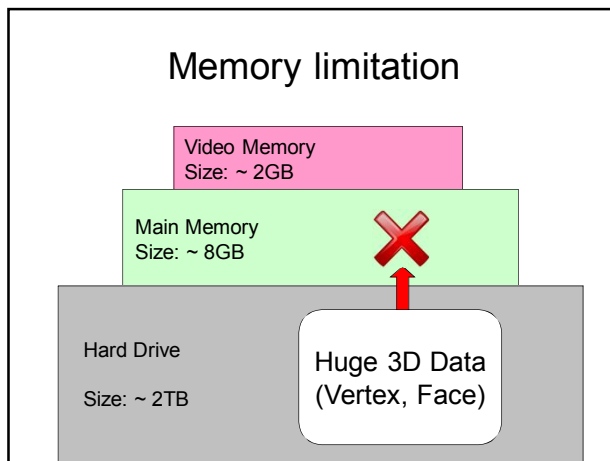 Memory limitation
Video Memory
Size: ~ 2GB
Main Memory
Size: ~ 8GB
Hard Drive
Size: ~ 2TB
Huge 3D Data
(Vertex, Face)